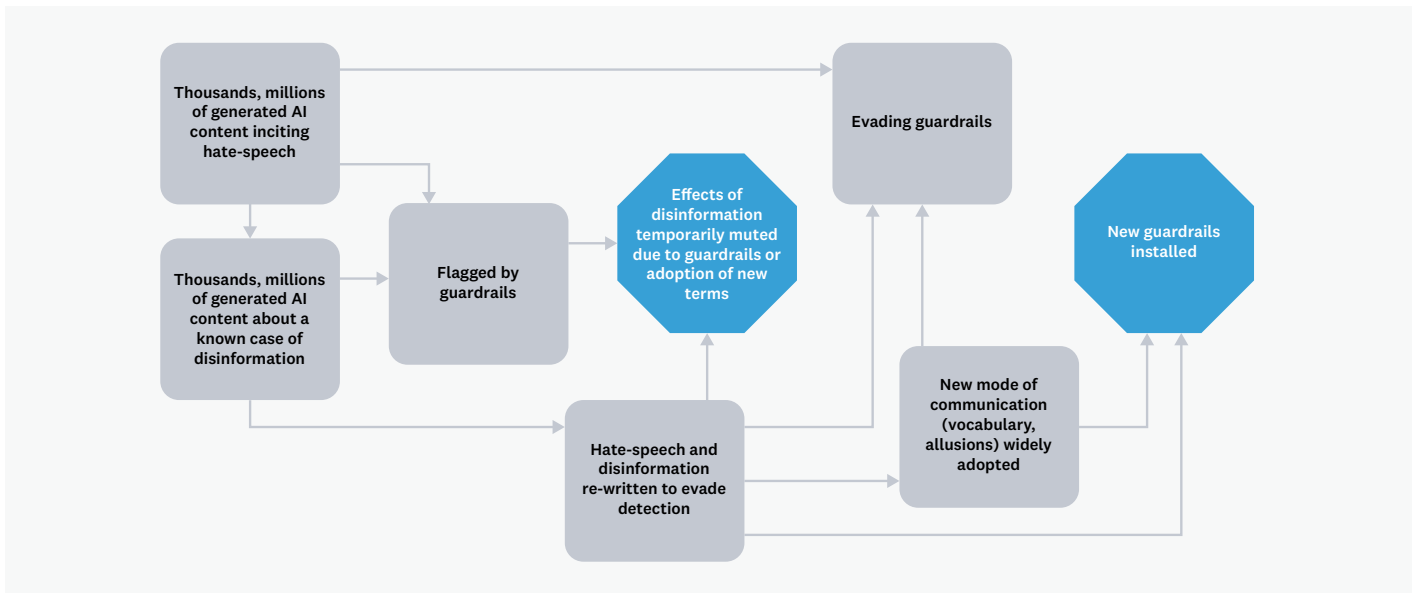 Thousands, millions
of generated AI
content inciting
hate-speech
Evading guardrails
Effects of
disinformation
temporarily muted
due to guardrails or
adoption of new
terms
New guardrails
installed
Thousands, millions
of generated AI
content about a
known case of
disinformation
Flagged by
guardrails
New mode of
communication
(vocabulary,
allusions) widely
adopted
Hate-speech and
disinformation
re-written to evade
detection